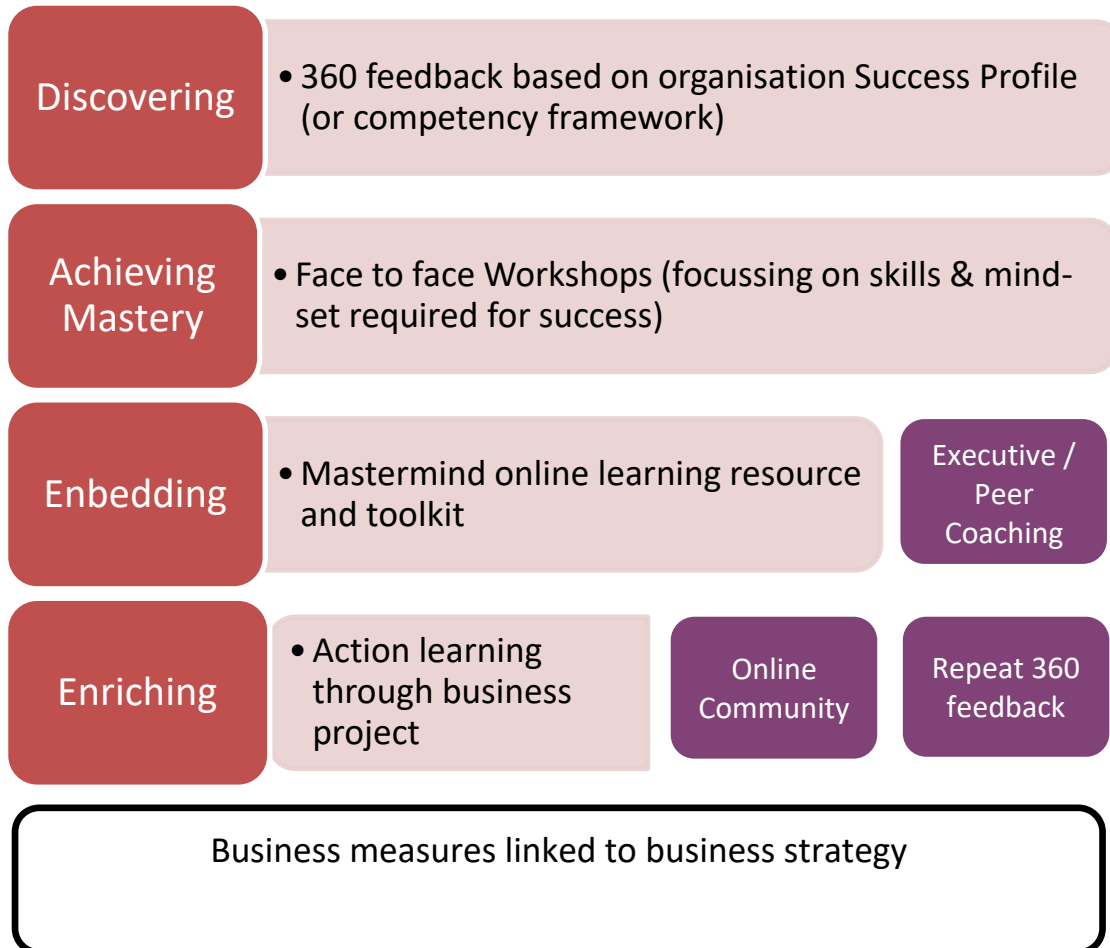 Discovering
• 360 feedback based on organisation Success Profile
(or competency framework)
Achieving
Mastery
• Face to face Workshops (focussing on skills & mind-
set required for success)
Enbedding
• Mastermind online learning resource
and toolkit
Executive /
Peer
Coaching
Enriching
• Action learning
through business
project
Online
Community
Repeat 360
feedback
Business measures linked to business strategy